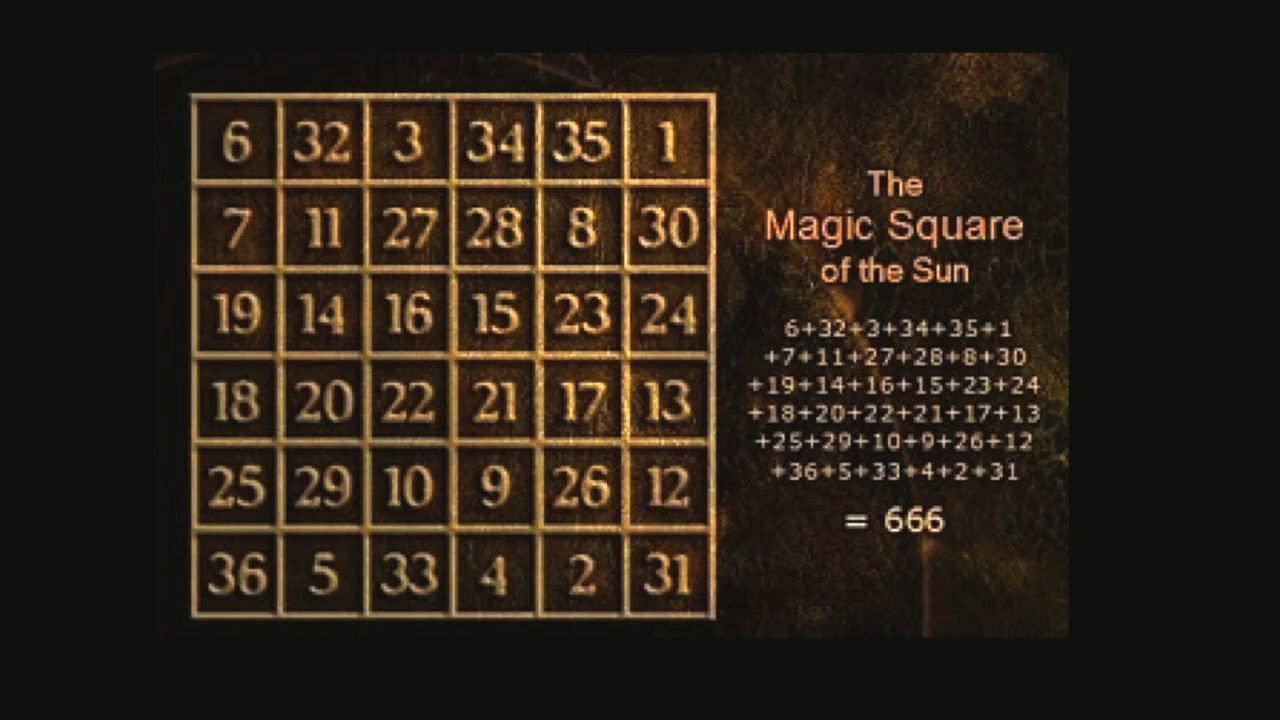 6 32 3 34 35 1
7 11 27 28 8 30
19 14 16 15 23 24
18 20 22 21 17 13
25 29 10 9 26 12
36 5 33 4 2 31
The
Magic Square
of the Sun
6+32+3+34+35+1
+7+11+27+28+8+30
+19+14+16+15+23+24
+18+20+22+21+17+13
+25+29+10+9+26+12
+36+5+33+4+2+31
= 666